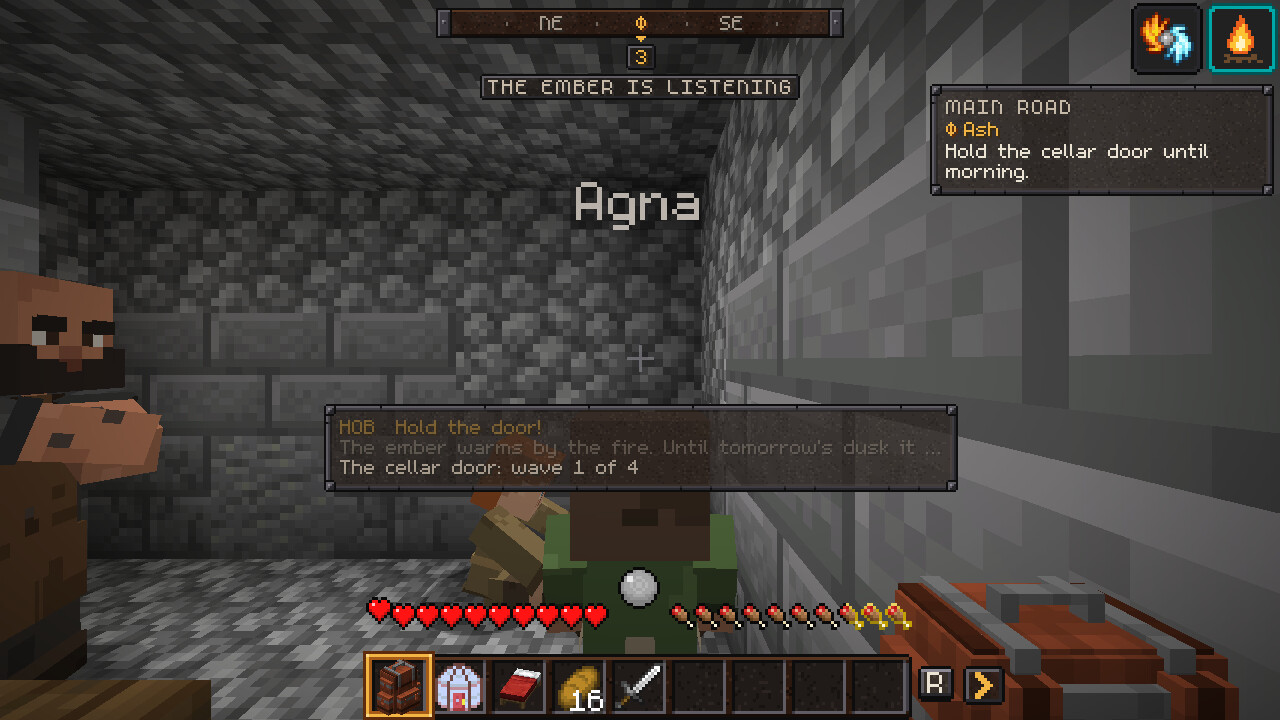 NE SE
3
THE EMBER IS LISTENING
MAIN ROAD
Ash
Hold the cellar door until
morning.
Agna
HOB Hold the door!
The ember warms by the fire. Until tomorrow's dusk it ...
The cellar door: wave 1 of 4
16
R